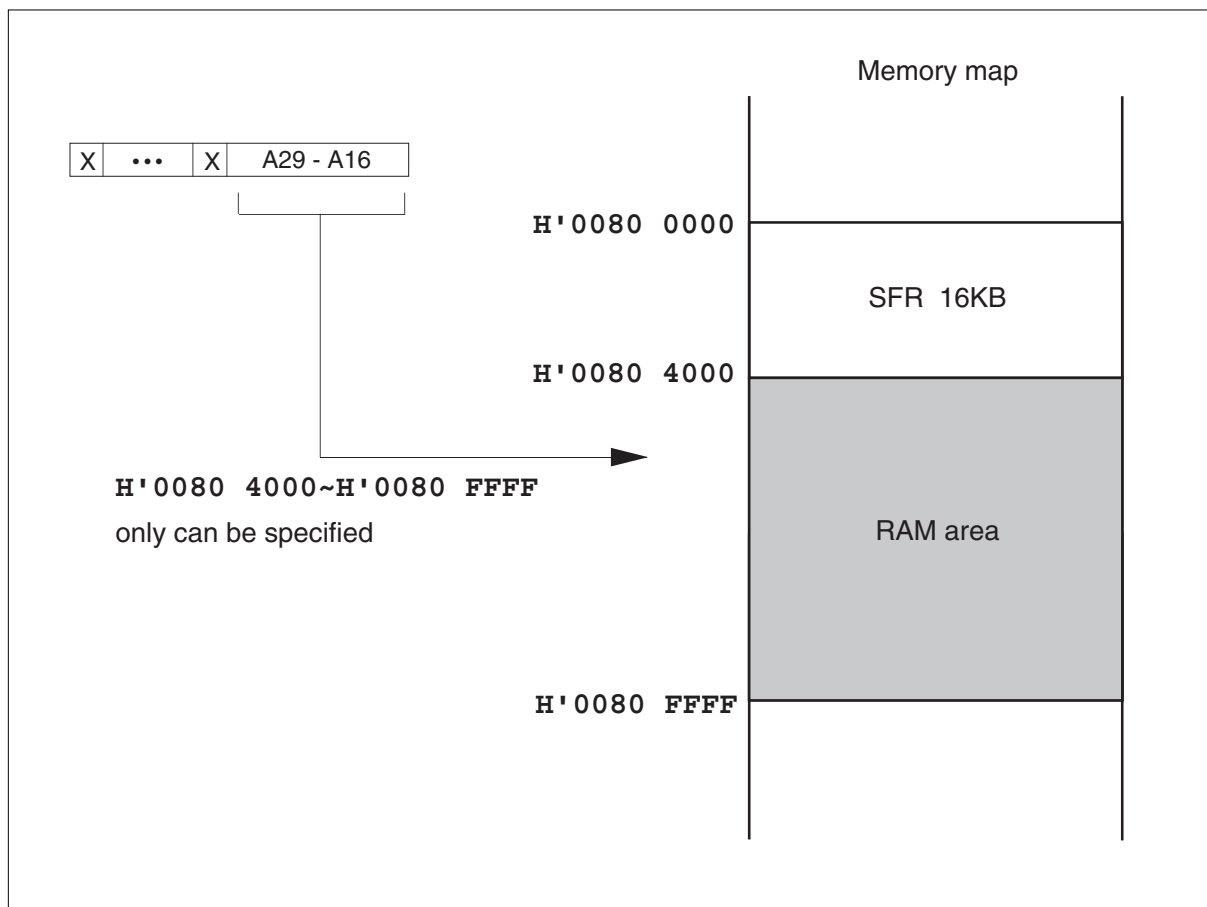 Memory map
X ••• X A29 - A16
H'0080 0000
SFR 16KB
H'0080 4000
H'0080 4000~H'0080 FFFF
only can be specified
RAM area
H'0080 FFFF